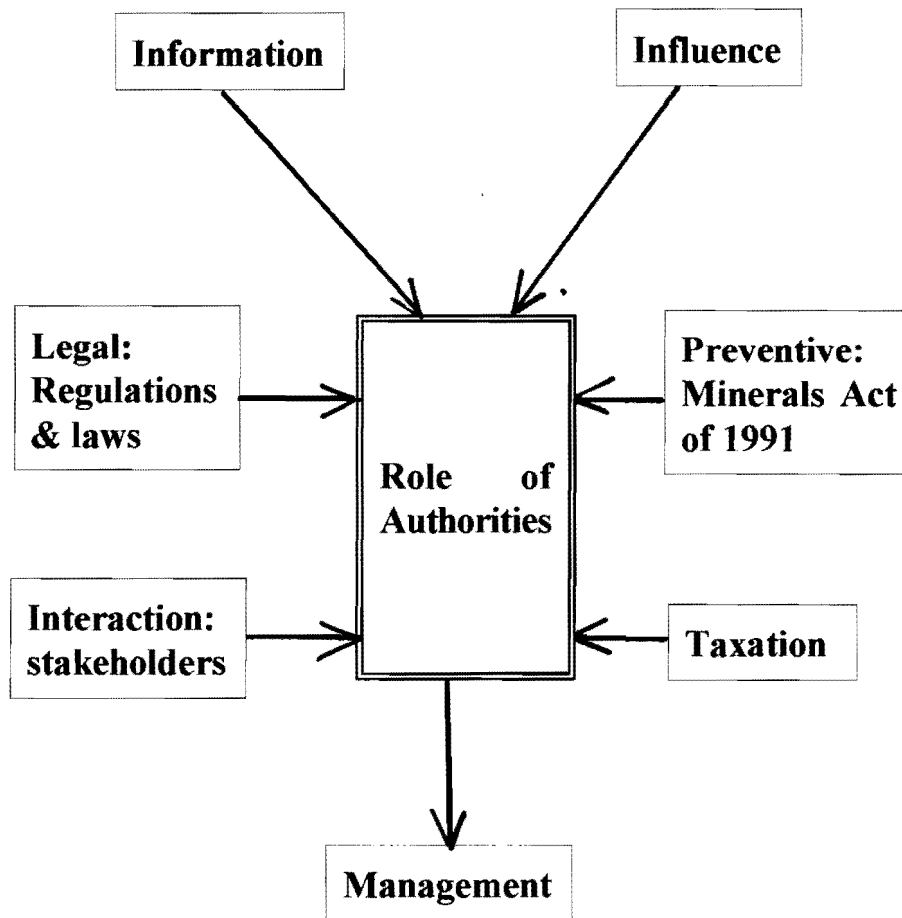 Information
Influence
Legal:
Regulations
& laws
Preventive:
Minerals Act
of 1991
Role of
Authorities
Interaction:
stakeholders
Taxation
Management